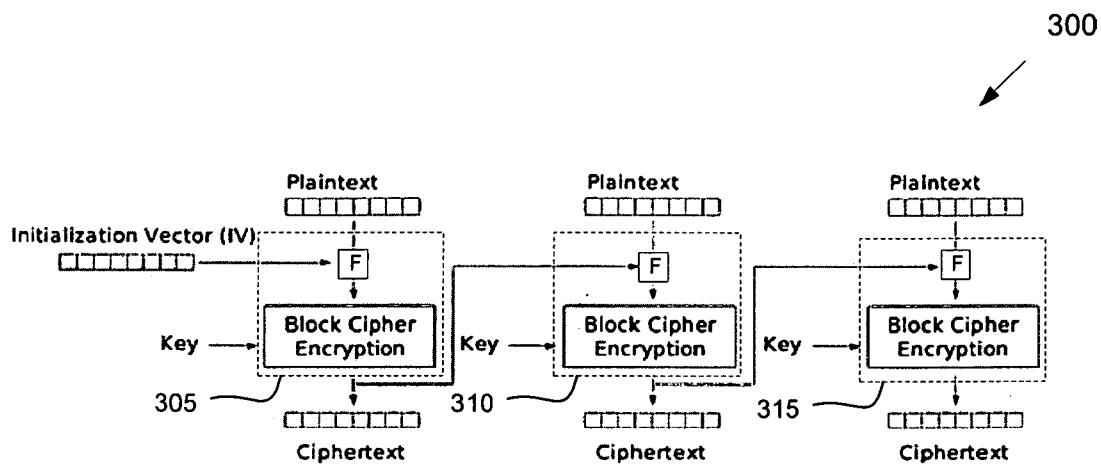 300
Plaintext
Plaintext
Plaintext
Initialization Vector (IV)
F
F
F
Block Cipher
Encryption
Block Cipher
Encryption
Block Cipher
Encryption
Key
Key
Key
305
310
315
Ciphertext
Ciphertext
Ciphertext